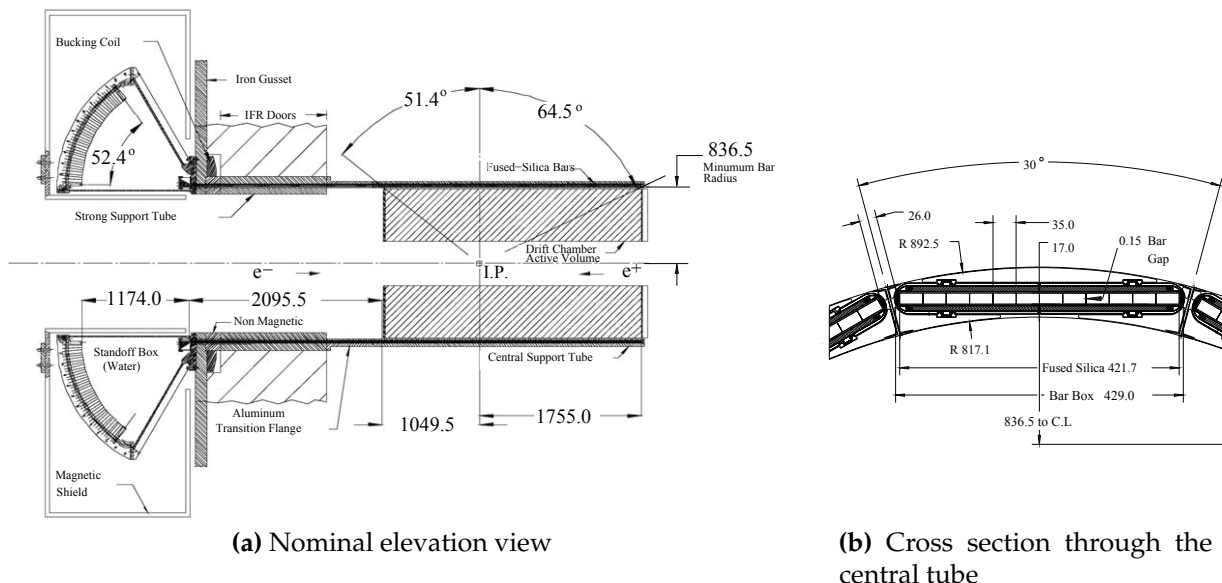 Bucking Coil
Iron Gusset
IFR Doors
51.4°
64.5°
52.4°
836.5
Minumum Bar
Radius
Fused–Silica Bars
Strong Support Tube
Drift Chamber
Active Volume
e− I.P. e+
1174.0 2095.5
Non Magnetic
Standoff Box
(Water)
Central Support Tube
Aluminum
Transition Flange
1049.5 1755.0
Magnetic
Shield
(a) Nominal elevation view
30°
26.0
35.0
R 892.5
17.0
0.15 Bar
Gap
R 817.1
Fused Silica 421.7
Bar Box 429.0
836.5 to C.L
(b) Cross section through the
central tube